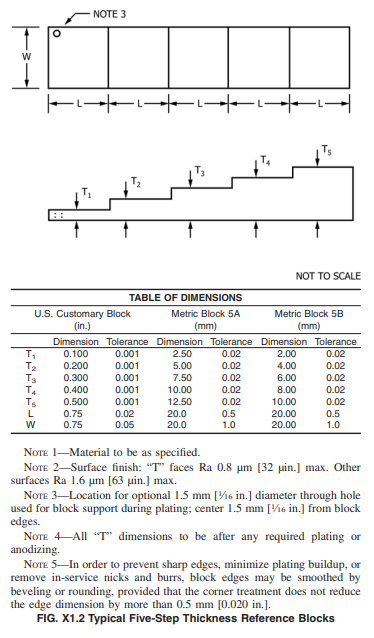 NOTE 3
W
L L L L L
T₁ T₂ T₃ T₄ T₅
NOT TO SCALE
TABLE OF DIMENSIONS
U.S. Customary Block Metric Block 5A Metric Block 5B
(in.) (mm) (mm)
Dimension Tolerance Dimension Tolerance Dimension Tolerance
T₁ 0.100 0.001 2.50 0.02 2.00 0.02
T₂ 0.200 0.001 5.00 0.02 4.00 0.02
T₃ 0.300 0.001 7.50 0.02 6.00 0.02
T₄ 0.400 0.001 10.00 0.02 8.00 0.02
T₅ 0.500 0.001 12.50 0.02 10.00 0.02
L 0.75 0.02 20.0 0.5 20.00 0.5
W 0.75 0.05 20.0 1.0 20.00 1.0
NOTE 1—Material to be as specified.
NOTE 2—Surface finish: “T” faces Ra 0.8 μm [32 μin.] max. Other
surfaces Ra 1.6 μm [63 μin.] max.
NOTE 3—Location for optional 1.5 mm [1⁄16 in.] diameter through hole
used for block support during plating; center 1.5 mm [1⁄16 in.] from block
edges.
NOTE 4—All “T” dimensions to be after any required plating or
anodizing.
NOTE 5—In order to prevent sharp edges, minimize plating buildup, or
remove in-service nicks and burrs, block edges may be smoothed by
beveling or rounding, provided that the corner treatment does not reduce
the edge dimension by more than 0.5 mm [0.020 in.].
FIG. X1.2 Typical Five-Step Thickness Reference Blocks